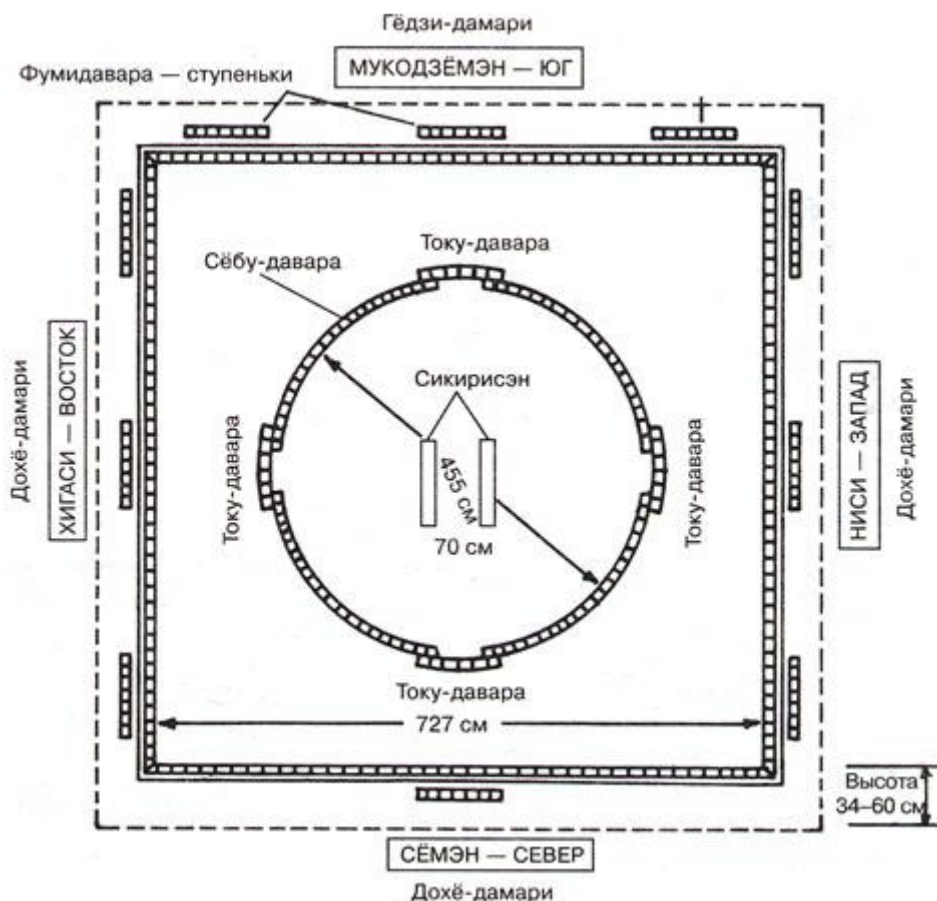 Гёдзи-дамари
МУКОДЗЁМЭН — ЮГ
Фумидавара — ступеньки
Току-давара
Сёбу-давара
Сикирисэн
Дохё-дамари
ХИГАСИ — ВОСТОК
Току-давара
455 см
70 см
Току-давара
НИСИ — ЗАПАД
Дохё-дамари
Току-давара
727 см
Высота
34–60 см
СЁМЭН — СЕВЕР
Дохё-дамари